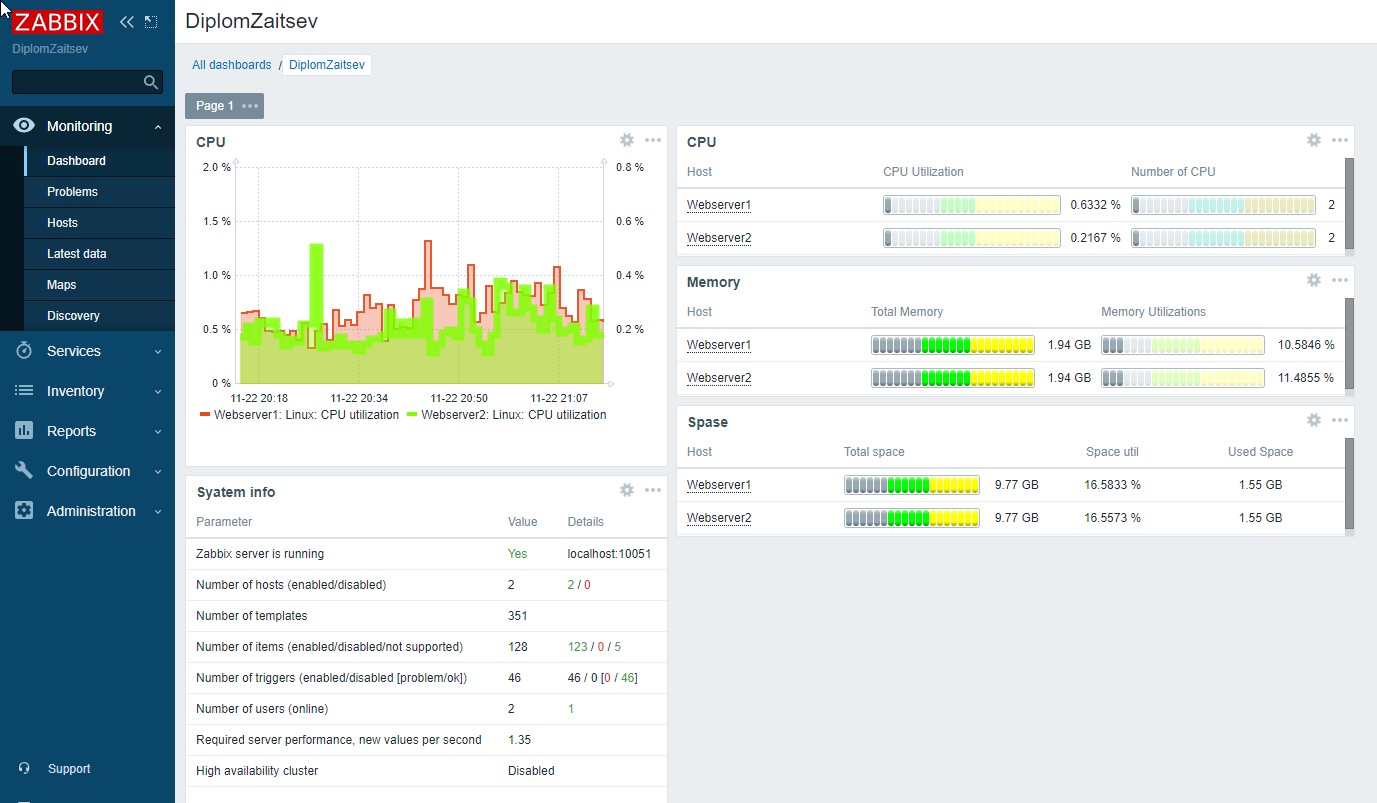 ZABBIX
DiplomZaitsev
Monitoring
Dashboard
Problems
Hosts
Latest data
Maps
Discovery
Services
Inventory
Reports
Configuration
Administration
Support
DiplomZaitsev
All dashboards / DiplomZaitsev
Page 1
CPU
2.0 % 0.8 %
1.5 % 0.6 %
1.0 % 0.4 %
0.5 % 0.2 %
0 %
11-22 20:18 11-22 20:34 11-22 20:50 11-22 21:07
Webserver1: Linux: CPU utilization Webserver2: Linux: CPU utilization
Syatem info
Parameter Value Details
Zabbix server is running Yes localhost:10051
Number of hosts (enabled/disabled) 2 2 / 0
Number of templates 351
Number of items (enabled/disabled/not supported) 128 123 / 0 / 5
Number of triggers (enabled/disabled [problem/ok]) 46 46 / 0 [0 / 46]
Number of users (online) 2 1
Required server performance, new values per second 1.35
High availability cluster Disabled
CPU
Host CPU Utilization Number of CPU
Webserver1 0.6332 % 2
Webserver2 0.2167 % 2
Memory
Host Total Memory Memory Utilizations
Webserver1 1.94 GB 10.5846 %
Webserver2 1.94 GB 11.4855 %
Spase
Host Total space Space util Used Space
Webserver1 9.77 GB 16.5833 % 1.55 GB
Webserver2 9.77 GB 16.5573 % 1.55 GB